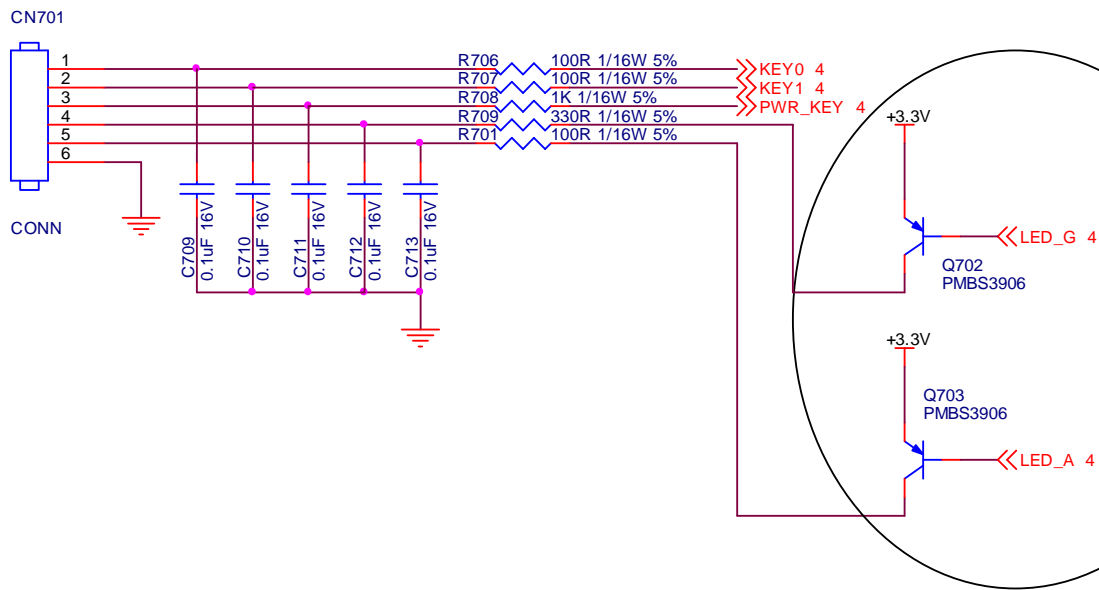 CN701
1
2
3
4
5
6
CONN
R706 100R 1/16W 5%
R707 100R 1/16W 5%
R708 1K 1/16W 5%
R709 330R 1/16W 5%
R701 100R 1/16W 5%
KEY0 4
KEY1 4
PWR_KEY 4
C709
0.1uF 16V
C710
0.1uF 16V
C711
0.1uF 16V
C712
0.1uF 16V
C713
0.1uF 16V
+3.3V
LED_G 4
Q702
PMBS3906
+3.3V
Q703
PMBS3906
LED_A 4